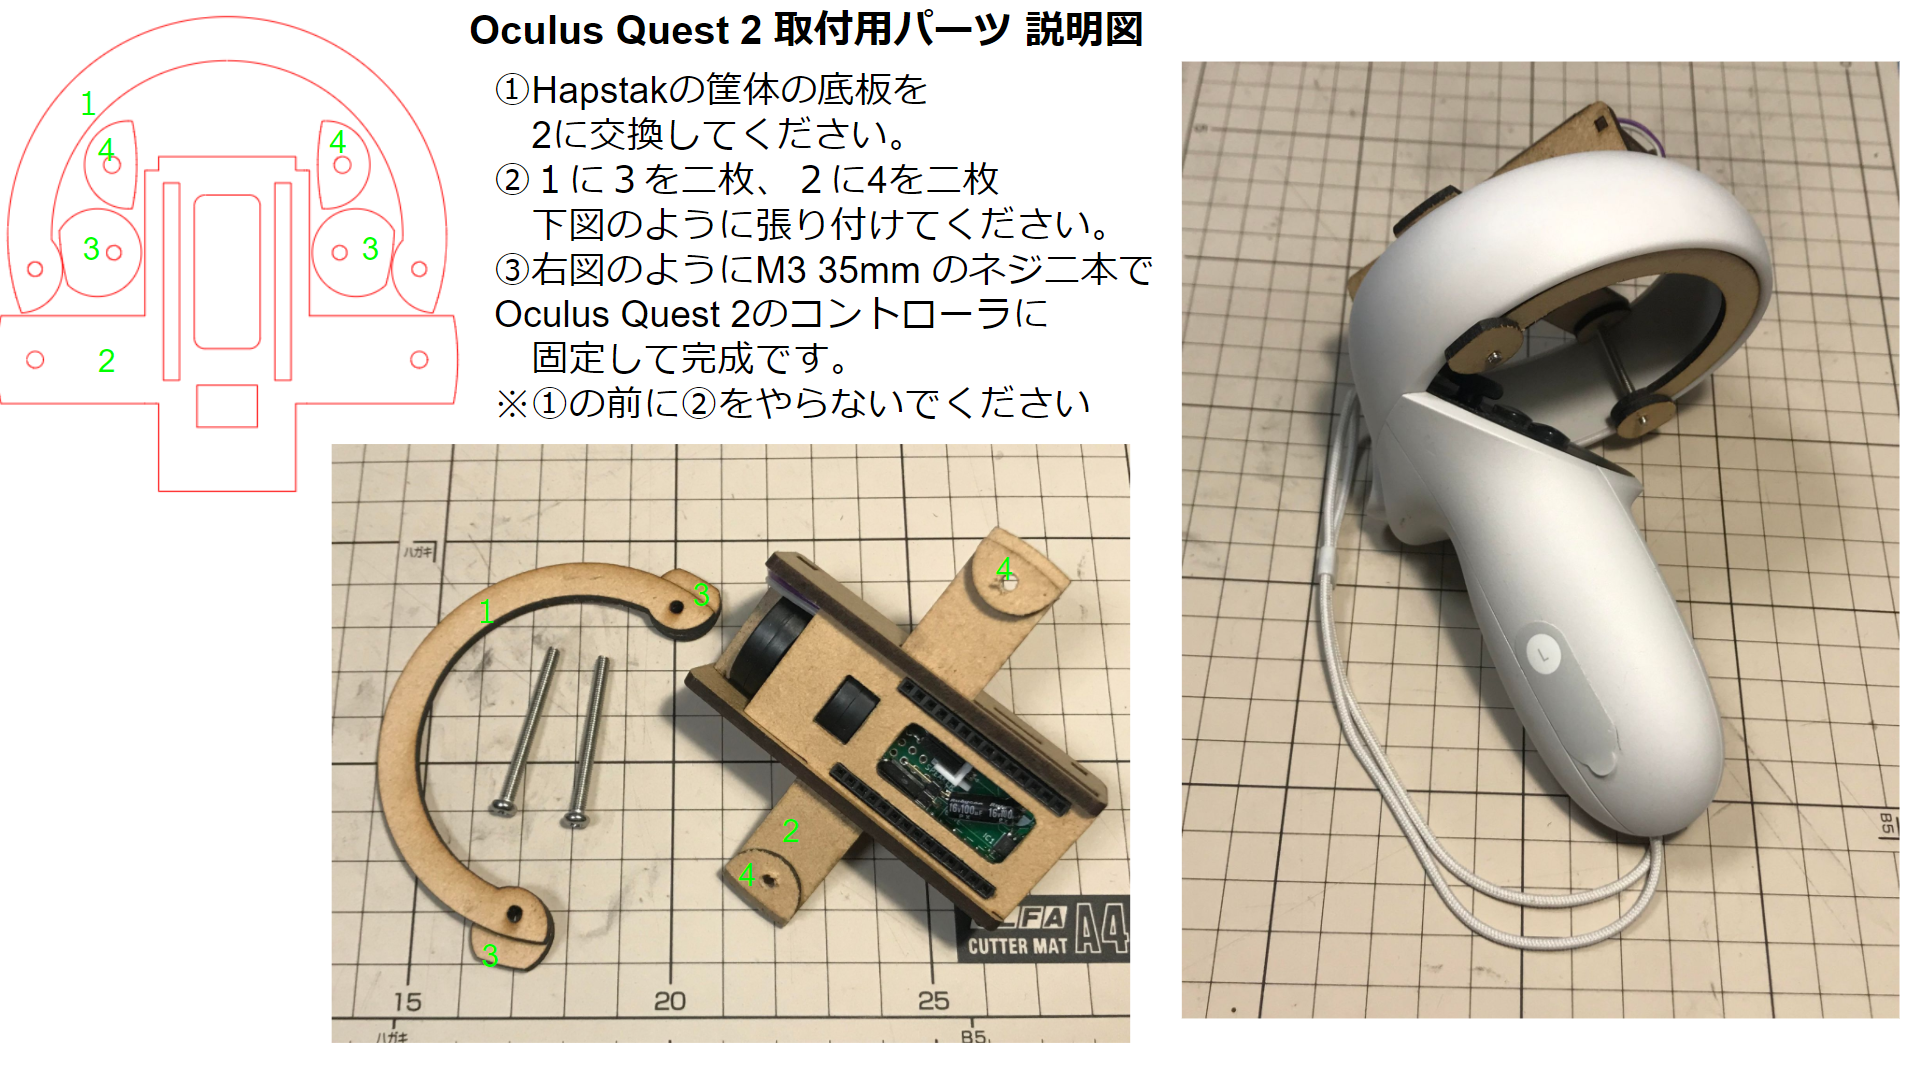 Oculus Quest 2 取付用パーツ 説明図
①Hapstakの筐体の底板を
2に交換してください。
②１に３を二枚、２に4を二枚
下図のように張り付けてください。
③右図のようにM3 35mm のネジ二本で
Oculus Quest 2のコントローラに
固定して完成です。
※①の前に②をやらないでください
1
4
4
3
3
2
ハガキ
4
3
1
2
4
3
16v100μF
16v100
IC1
LFA
CUTTER MAT A4
15
20
25
ハガキ
B5
L
B5